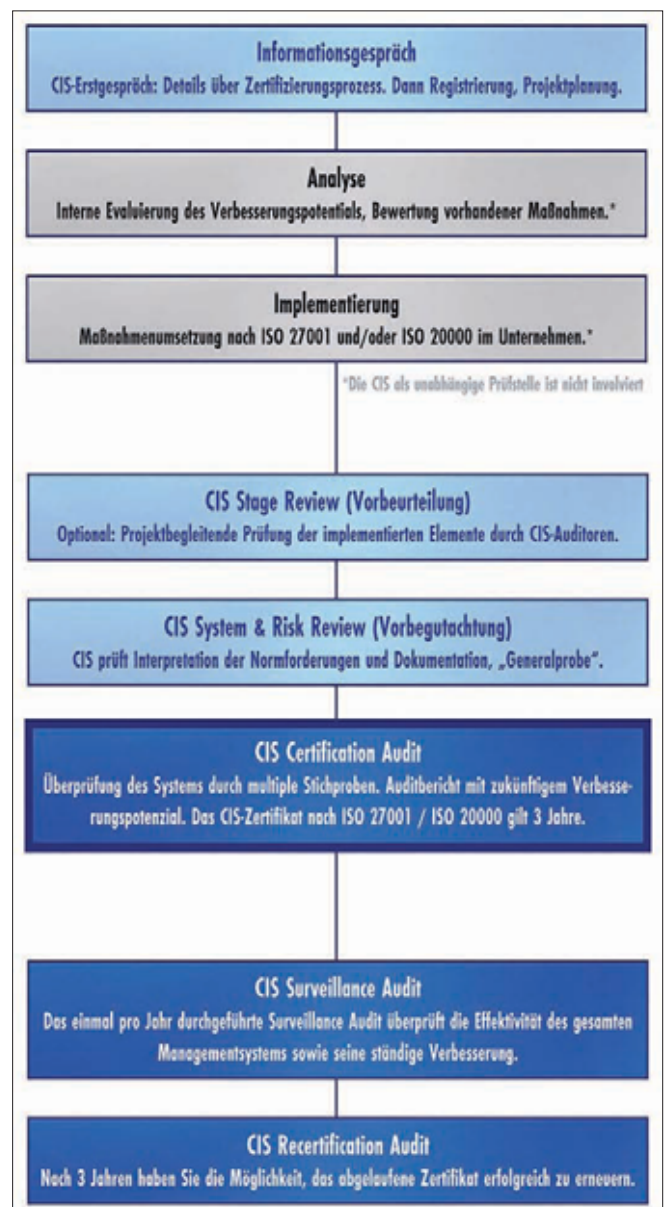 Informationsgespräch
CIS-Erstgespräch: Details über Zertifizierungsprozess. Dann Registrierung, Projektplanung.
Analyse
Interne Evaluierung des Verbesserungspotentials, Bewertung vorhandener Maßnahmen.*
Implementierung
Maßnahmenumsetzung nach ISO 27001 und/oder ISO 20000 im Unternehmen.*
*Die CIS als unabhängige Prüfstelle ist nicht involviert
CIS Stage Review (Vorbeurteilung)
Optional: Projektbegleitende Prüfung der implementierten Elemente durch CIS-Auditoren.
CIS System & Risk Review (Vorbegutachtung)
CIS prüft Interpretation der Normforderungen und Dokumentation, „Generalprobe“.
CIS Certification Audit
Überprüfung des Systems durch multiple Stichproben. Auditbericht mit zukünftigem Verbesse-
rungspotenzial. Das CIS-Zertifikat nach ISO 27001 / ISO 20000 gilt 3 Jahre.
CIS Surveillance Audit
Das einmal pro Jahr durchgeführte Surveillance Audit überprüft die Effektivität des gesamten
Managementsystems sowie seine ständige Verbesserung.
CIS Recertification Audit
Nach 3 Jahren haben Sie die Möglichkeit, das abgelaufene Zertifikat erfolgreich zu erneuern.